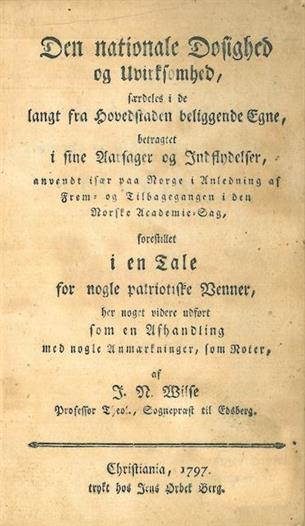 Den nationale Dosighed
og Uvirksomhed,
særdeles i de
langt fra Hovedstaden beliggende Egne,
betragtet
i sine Aarsager og Indflydelser,
anvendt især paa Norge i Anledning af
Frem- og Tilbagegangen i den
Norske Academie-Sag,
forestillet
i en Tale
for nogle patriotiske Venner,
her noget videre udført
som en Afhandling
med nogle Anmærkninger, som Noter,
af
J. N. Wilse
Professor Theol., Sognepræst til Edsberg.
Christiania, 1797.
trykt hos Jens Ørbek Berg.